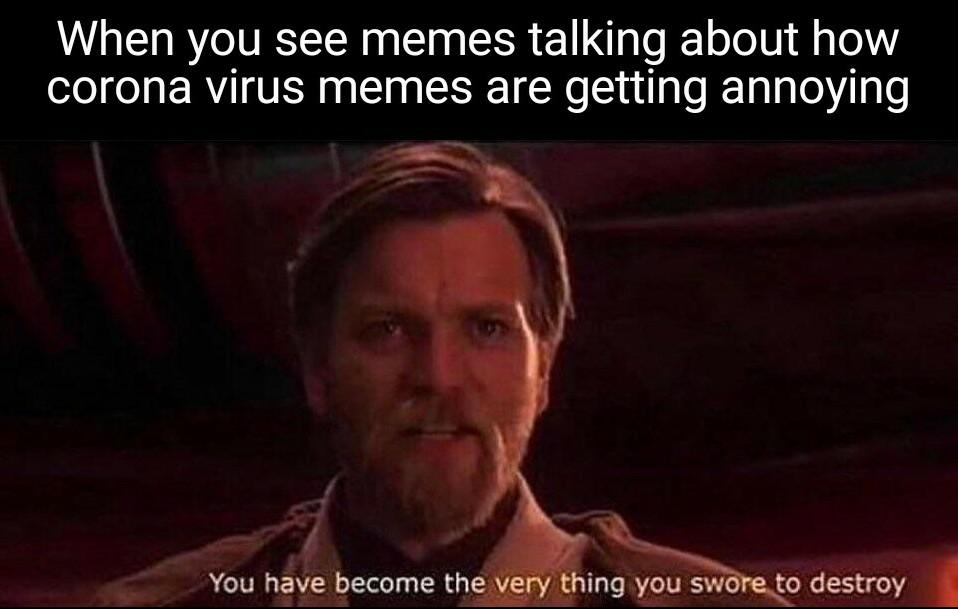 When you see memes talking about how
corona virus memes are getting annoying
You have become the very thing you swore to destroy